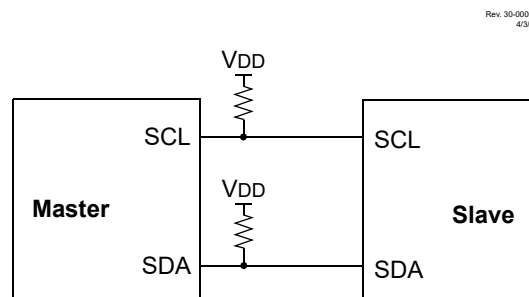 Rev. 30-000
4/3/
VDD
SCL
SCL
VDD
Master
Slave
SDA
SDA